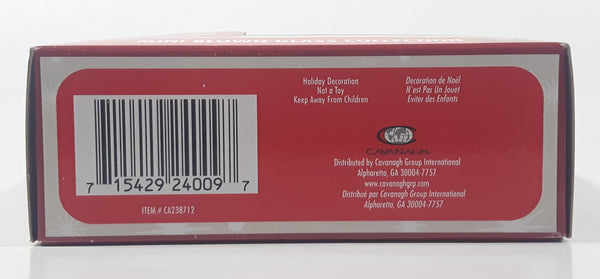 MINI BLOWN GLASS COLLECTION
7 15429 24009 7
ITEM # CA238712
Holiday Decoration
Not a Toy
Keep Away From Children
Decoration de Noël
N'est Pas Un Jouet
Eviter des Enfants
CAVANAGH
Distributed by Cavanagh Group International
Alpharetta, GA 30004-7757
www.cavanaghgrp.com
Distribué par Cavanagh Group International
Alpharetta, GA 30004-7757